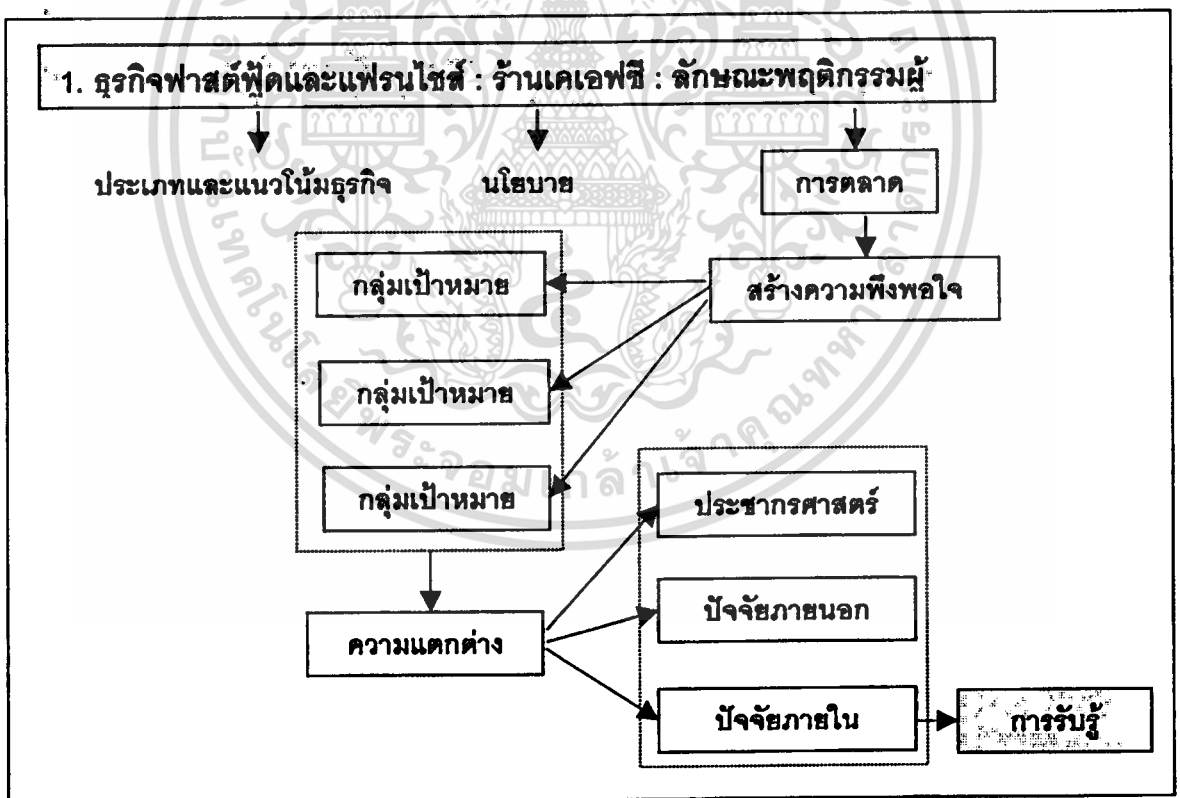 1. ธุรกิจฟาสต์ฟู้ดและแฟรนไชส์ : ร้านเคเอฟซี : ลักษณะพฤติกรรมผู้
ประเภทและแนวโน้มธุรกิจ
นโยบาย
การตลาด
กลุ่มเป้าหมาย
สร้างความพึงพอใจ
กลุ่มเป้าหมาย
กลุ่มเป้าหมาย
ประชากรศาสตร์
ปัจจัยภายนอก
ความแตกต่าง
ปัจจัยภายใน
การรับรู้